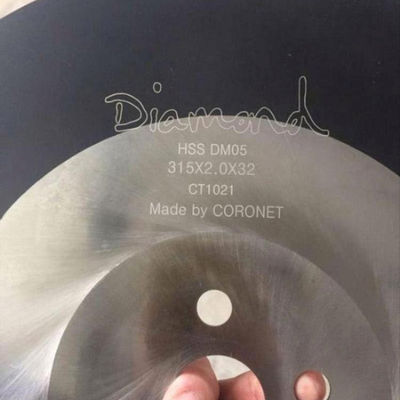 Diamond
HSS DM05
315X2.0X32
CT1021
Made by CORONET